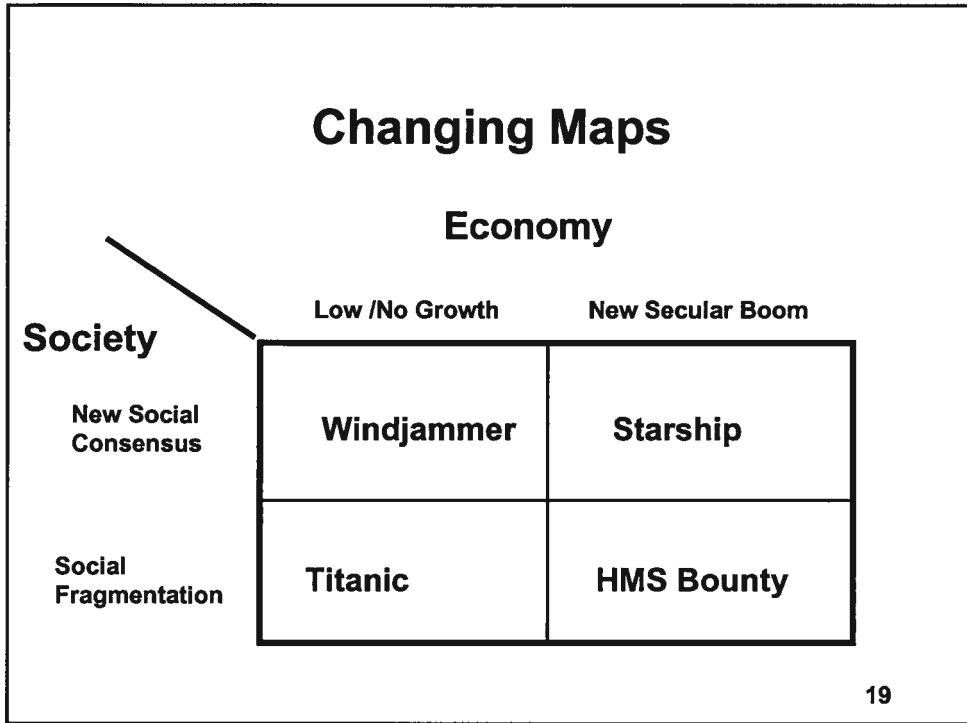 Changing Maps
Economy
Low /No Growth New Secular Boom
Society
New Social
Consensus
Windjammer Starship
Social
Fragmentation
Titanic HMS Bounty
19